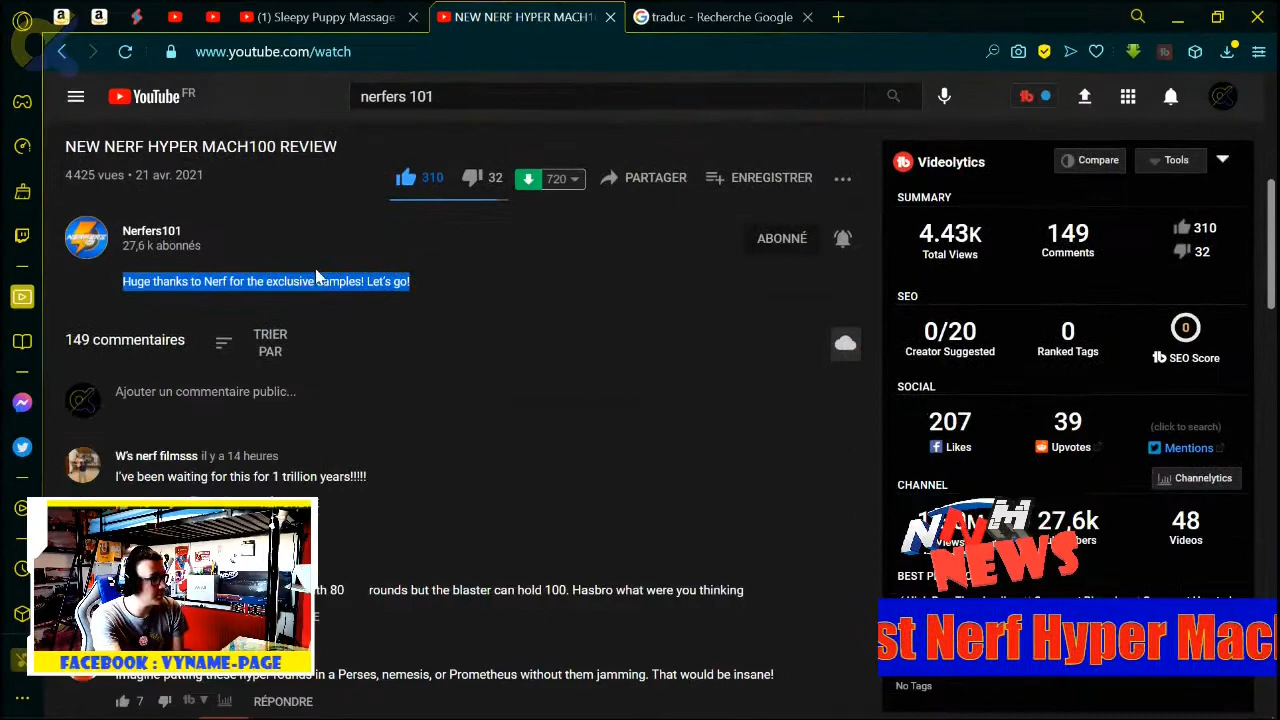 (1) Sleepy Puppy Massage
NEW NERF HYPER MACH1
traduc - Recherche Google
www.youtube.com/watch
YouTube FR
nerfers 101
NEW NERF HYPER MACH100 REVIEW
4 425 vues • 21 avr. 2021
310
32
720
PARTAGER
ENREGISTRER
Nerfers101
27,6 k abonnés
ABONNÉ
Huge thanks to Nerf for the exclusive samples! Let's go!
149 commentaires
TRIER PAR
Ajouter un commentaire public...
W's nerf filmsss il y a 14 heures
I've been waiting for this for 1 trillion years!!!!!
80 rounds but the blaster can hold 100. Hasbro what were you thinking
these hyper rounds in a Perses, nemesis, or Prometheus without them jamming. That would be insane!
7
RÉPONDRE
Videolytics
Compare
Tools
SUMMARY
4.43K
Total Views
149
Comments
310
32
SEO
0/20
Creator Suggested
0
Ranked Tags
0
SEO Score
SOCIAL
207
Likes
39
Upvotes
(click to search)
Mentions
CHANNEL
Channelytics
27,6k
48
Videos
No Tags
NEWS
FACEBOOK : VYNAME-PAGE
st Nerf Hyper Mac